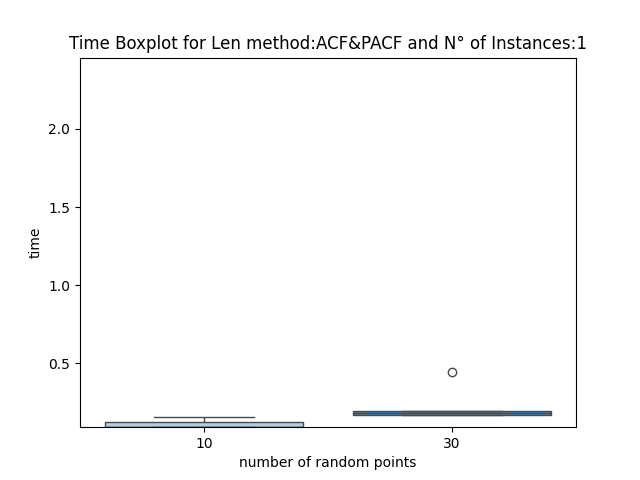 Time Boxplot for Len method:ACF&PACF and N° of Instances:1
2.0
1.5
1.0
0.5
time
10 30
number of random points